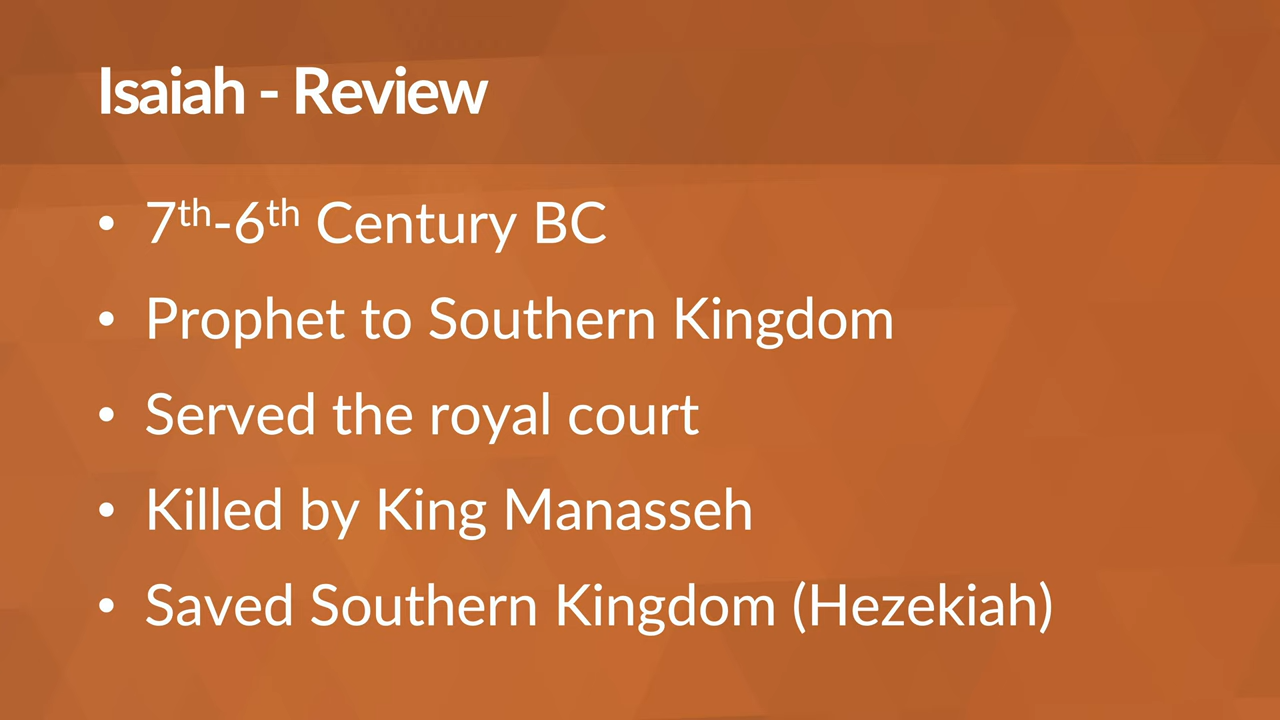 Isaiah - Review
• 7th-6th Century BC
• Prophet to Southern Kingdom
• Served the royal court
• Killed by King Manasseh
• Saved Southern Kingdom (Hezekiah)